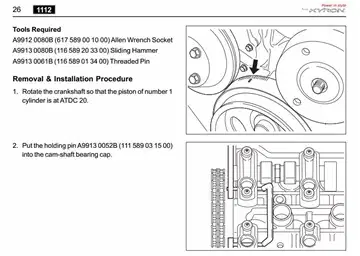 26
1112
KYRON
Tools Required
A9912 0080B (617 589 00 10 00) Allen Wrench Socket
A9913 0080B (116 589 20 33 00) Sliding Hammer
A9913 0061B (116 589 01 34 00) Threaded Pin
Removal & Installation Procedure
1. Rotate the crankshaft so that the piston of number 1
cylinder is at ATDC 20.
2. Put the holding pin A9913 0052B (111 589 03 15 00)
into the cam-shaft bearing cap.